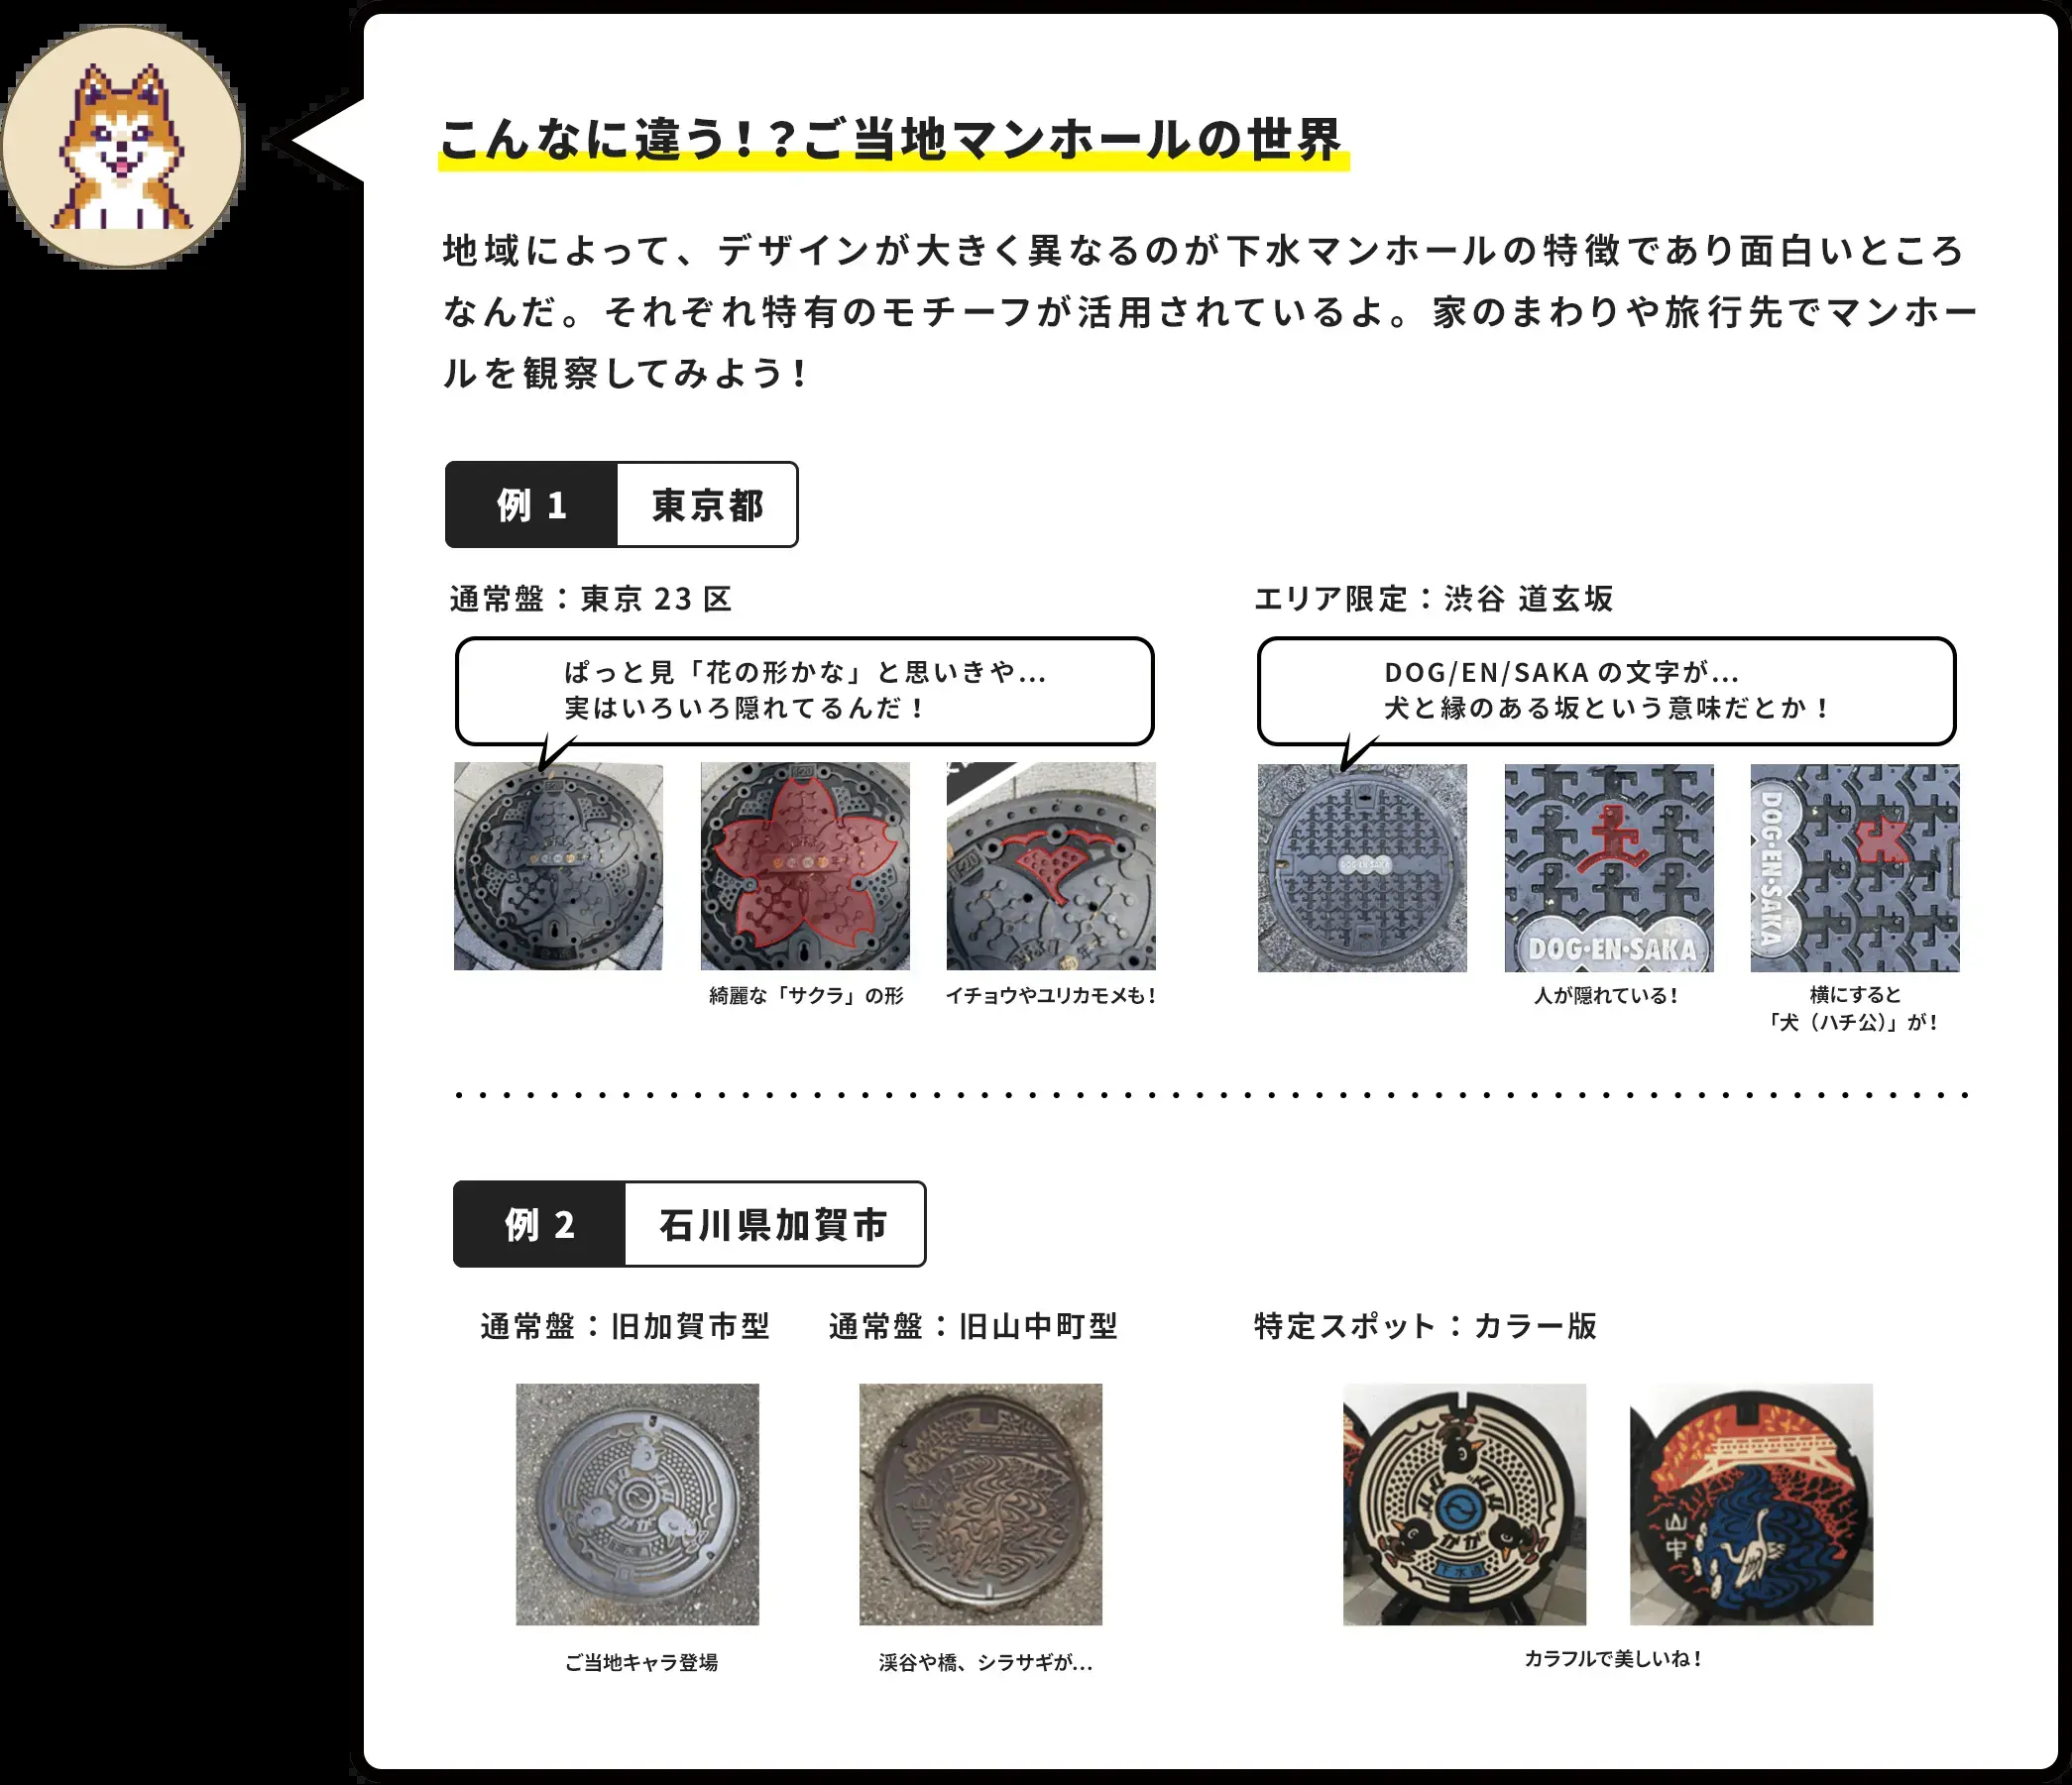 こんなに違う!?ご当地マンホールの世界
地域によって、デザインが大きく異なるのが下水マンホールの特徴であり面白いところ
なんだ。それぞれ特有のモチーフが活用されているよ。家のまわりや旅行先でマンホー
ルを観察してみよう!
例 1 東京都
通常盤：東京 23 区
ぱっと見「花の形かな」と思いきや...
実はいろいろ隠れてるんだ！
綺麗な「サクラ」の形
イチョウやユリカモメも!
エリア限定：渋谷 道玄坂
DOG/EN/SAKA の文字が...
犬と縁のある坂という意味だとか！
DOG·EN·SAKA
DOG·EN·SAKA
DOG·EN·SAKA
人が隠れている!
横にすると
「犬（ハチ公）」が!
例 2 石川県加賀市
通常盤：旧加賀市型
かが
ご当地キャラ登場
通常盤：旧山中町型
山中
渓谷や橋、シラサギが...
特定スポット：カラー版
かが
下水道
山中
カラフルで美しいね!